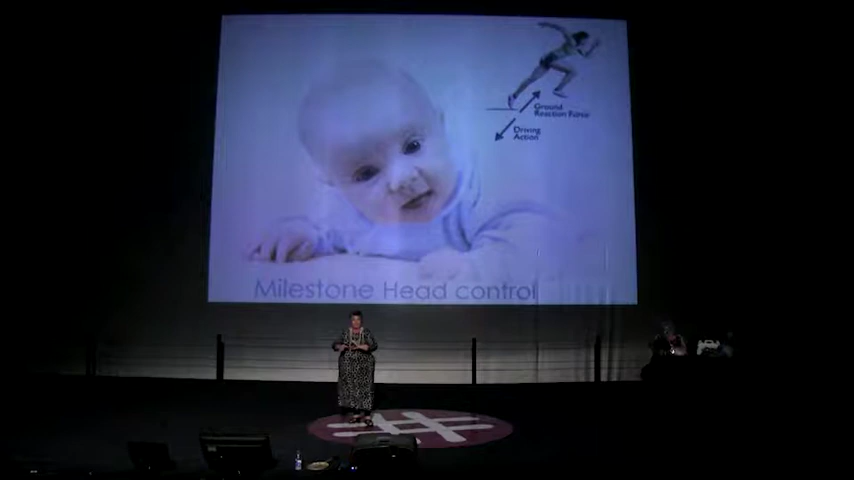 Ground
Reaction Force
Driving
Action
Milestone Head control